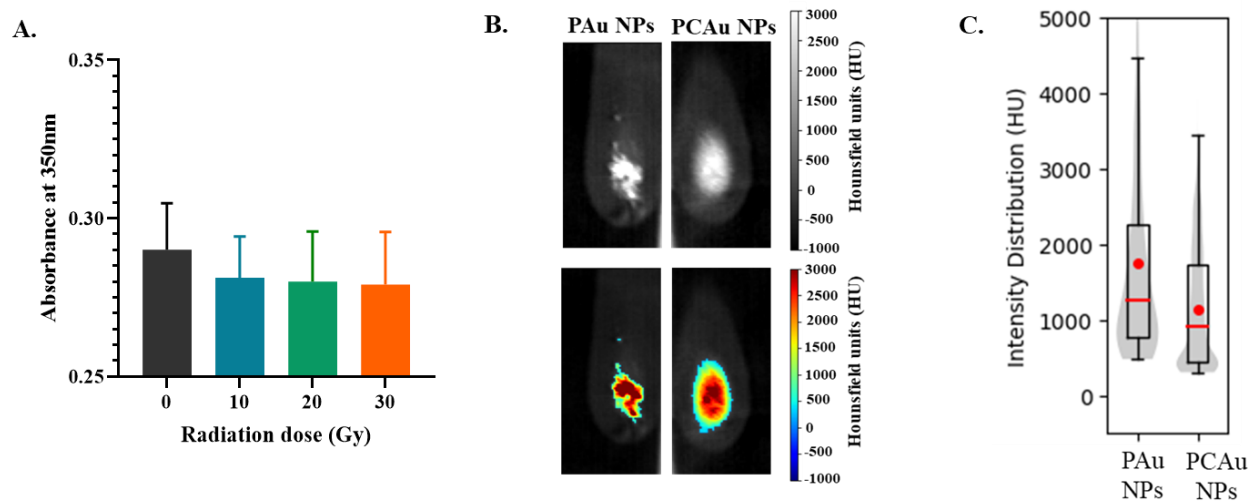 A.
0.35
0.30
0.25
Absorbance at 350nm
0 10 20 30
Radiation dose (Gy)
B.
PAu NPs PCAu NPs
3000
2500
2000
1500
1000
500
0
-500
-1000
Hounsfield units (HU)
3000
2500
2000
1500
1000
500
0
-500
-1000
Hounsfield units (HU)
C.
5000
4000
3000
2000
1000
0
Intensity Distribution (HU)
PAu PCAu
NPs NPs